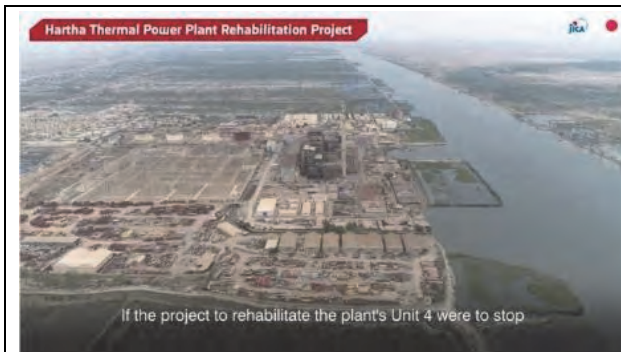 Hartha Thermal Power Plant Rehabilitation Project
JICA
If the project to rehabilitate the plant's Unit 4 were to stop